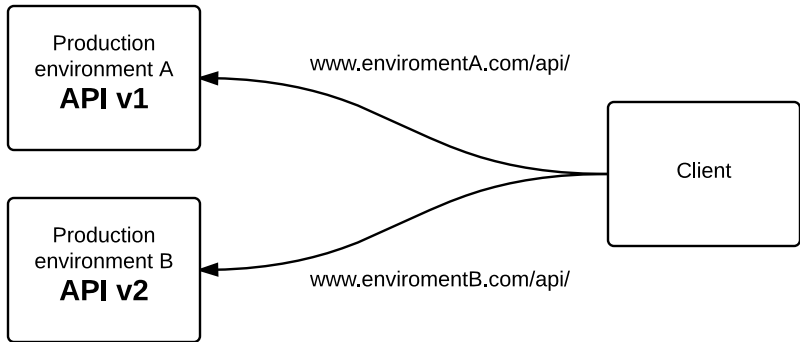 Production
environment A
API v1
www.enviromentA.com/api/
Client
Production
environment B
API v2
www.enviromentB.com/api/